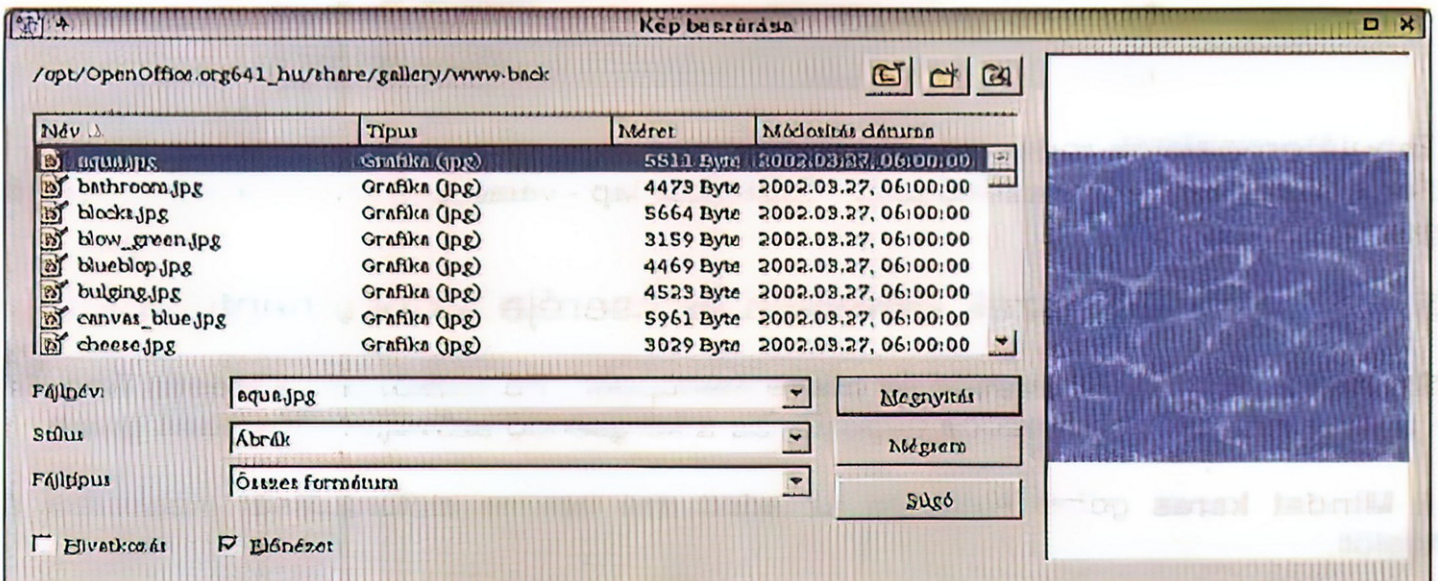 Kép beszúrása
/opt/OpenOffice.org641_hu/share/gallery/www-back
Név Típus Méret Módosítás dátuma
aqua.jpg Grafika (jpg) 5511 Byte 2002.03.27, 06:00:00
bathroom.jpg Grafika (jpg) 4473 Byte 2002.03.27, 06:00:00
blocks.jpg Grafika (jpg) 5664 Byte 2002.03.27, 06:00:00
blow_green.jpg Grafika (jpg) 3159 Byte 2002.03.27, 06:00:00
blueblop.jpg Grafika (jpg) 4469 Byte 2002.03.27, 06:00:00
bulging.jpg Grafika (jpg) 4523 Byte 2002.03.27, 06:00:00
canvas_blue.jpg Grafika (jpg) 5961 Byte 2002.03.27, 06:00:00
cheese.jpg Grafika (jpg) 3029 Byte 2002.03.27, 06:00:00
Fájlnév: aqua.jpg Megnyitás
Stílus Ábrák Mégsem
Fájltípus Összes formátum Súgó
Hivatkozás Előnézet